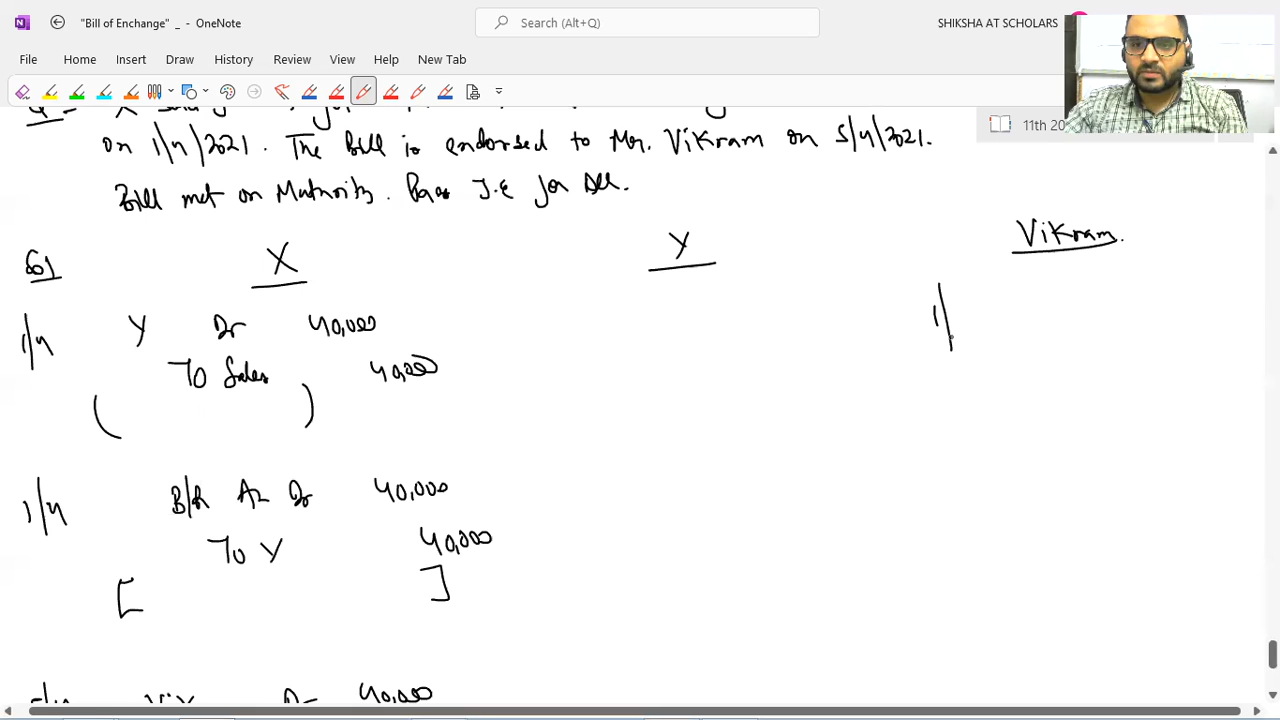 "Bill of Exchange" _ - OneNote
Search (Alt+Q)
SHIKSHA AT SCHOLARS
File Home Insert Draw History Review View Help New Tab
11th 20
on 1/4/2021. The Bill is endorsed to Mr. Vikram on 5/4/2021.
Bill met on Maturity. Pass J.E for All.
Sol X Y Vikram.
1/4 Y Dr 40,000
To Sales 40,000
( )
1/
1/4 B/R A/c Dr 40,000
To Y 40,000
[ ]
Dr 40,000